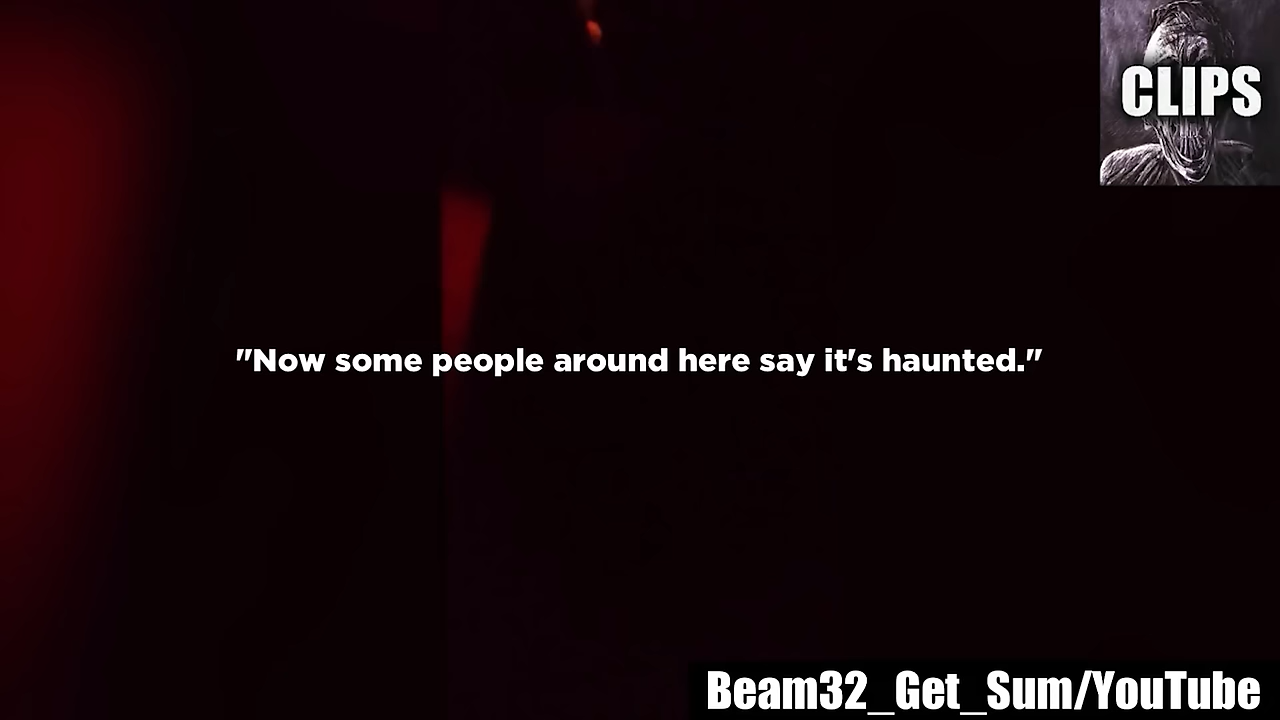 CLIPS
"Now some people around here say it's haunted."
Beam32_Get_Sum/YouTube